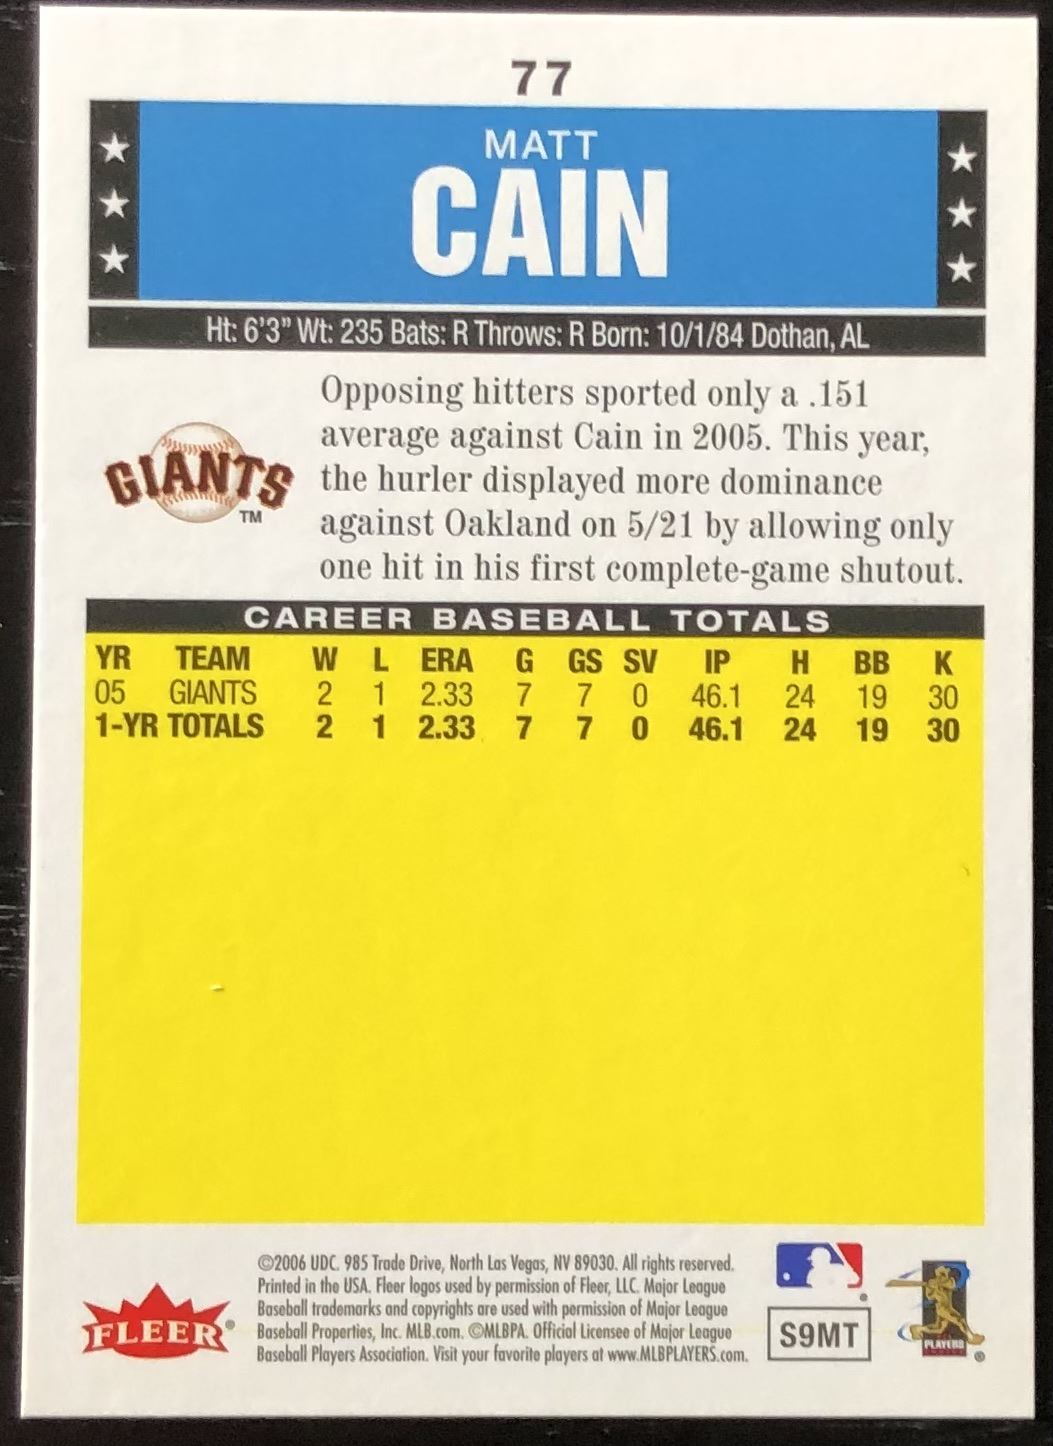 77
MATT
CAIN
Ht: 6'3" Wt: 235 Bats: R Throws: R Born: 10/1/84 Dothan, AL
GIANTS
TM
Opposing hitters sported only a .151
average against Cain in 2005. This year,
the hurler displayed more dominance
against Oakland on 5/21 by allowing only
one hit in his first complete-game shutout.
CAREER BASEBALL TOTALS
YR TEAM W L ERA G GS SV IP H BB K
05 GIANTS 2 1 2.33 7 7 0 46.1 24 19 30
1-YR TOTALS 2 1 2.33 7 7 0 46.1 24 19 30
FLEER®
©2006 UDC. 985 Trade Drive, North Las Vegas, NV 89030. All rights reserved.
Printed in the USA. Fleer logos used by permission of Fleer, LLC. Major League
Baseball trademarks and copyrights are used with permission of Major League
Baseball Properties, Inc. MLB.com. ©MLBPA. Official Licensee of Major League
Baseball Players Association. Visit your favorite players at www.MLBPLAYERS.com.
®
S9MT
PLAYERS
®